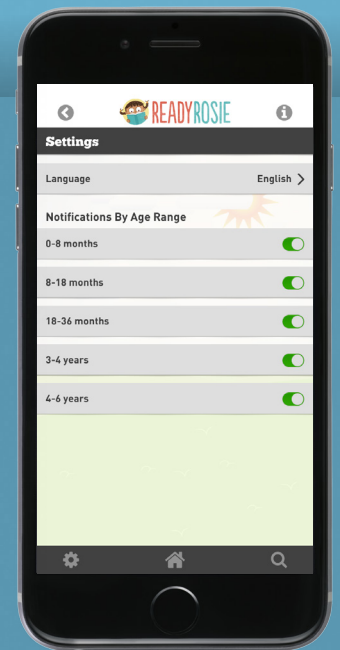 READYROSIE
Settings
Language English
Notifications By Age Range
0-8 months
8-18 months
18-36 months
3-4 years
4-6 years